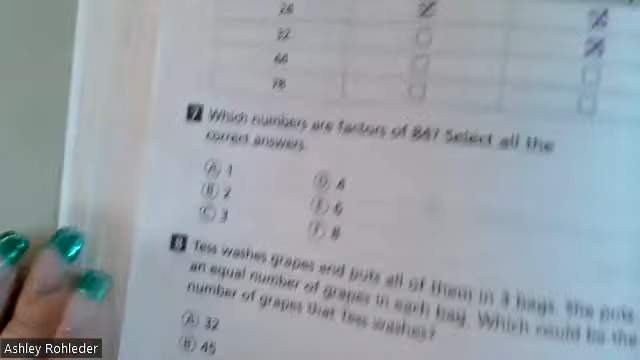 26
32
66
78
7 Which numbers are factors of 84? Select all the
correct answers.
A 1
B 2
C 3
D 4
E 6
F 8
8 Tess washes grapes and puts all of them in 3 bags. She puts
an equal number of grapes in each bag. Which could be the
number of grapes that Tess washes?
A 32
B 45
Ashley Rohleder